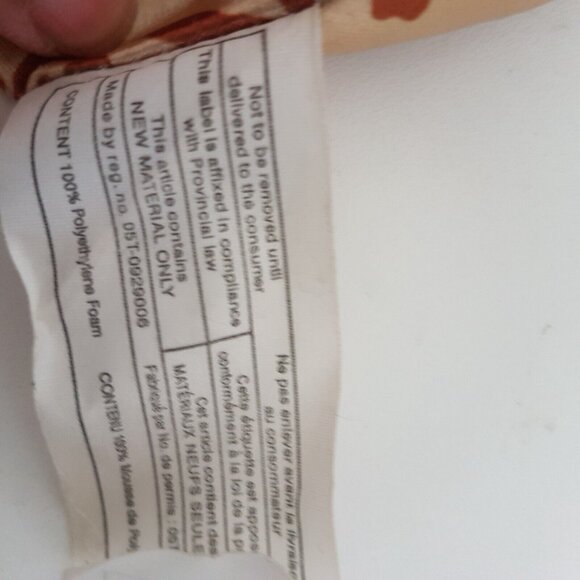 Not to be removed until
delivered to the consumer
This label is affixed in compliance
with Provincial law
This article contains
NEW MATERIAL ONLY
Made by reg. no. 05T-0929006
CONTENT 100% Polyethylene Foam
Ne pas enlever avant la livraison
au consommateur
Cette étiquette est apposé
conformément à la loi de la p
Cet article contient des
MATÉRIAUX NEUFS SEULE
Fabriqué par No. de permis : 05T
CONTENU 100% Mousse de Poly